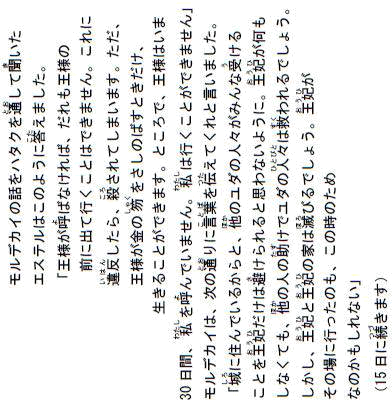 モルデカイの話をハタクを通して聞いた
エステルはこのように答えました。
「王様が呼ばなければ、だれも王様の
前に出て行くことはできません。これに
違反したら、殺されてしまいます。ただ、
王様が金の笏をさしのばすときだけ、
生きることができます。ところで、王様はいま
30日間、私を呼んでいません。私は行くことができません」
モルデカイは、次の通りに言葉を伝えてくれと言いました。
「城に住んでいるからと、他のユダの人々がみんな受ける
ことを王妃だけは避けられると思わないように。王妃が何も
しなくても、他の人の助けでユダの人々は救われるでしょう。
しかし、王妃と王妃の家は滅びるでしょう。王妃が
その場に行ったのも、この時のため
なのかもしれない」
（15日に続きます）